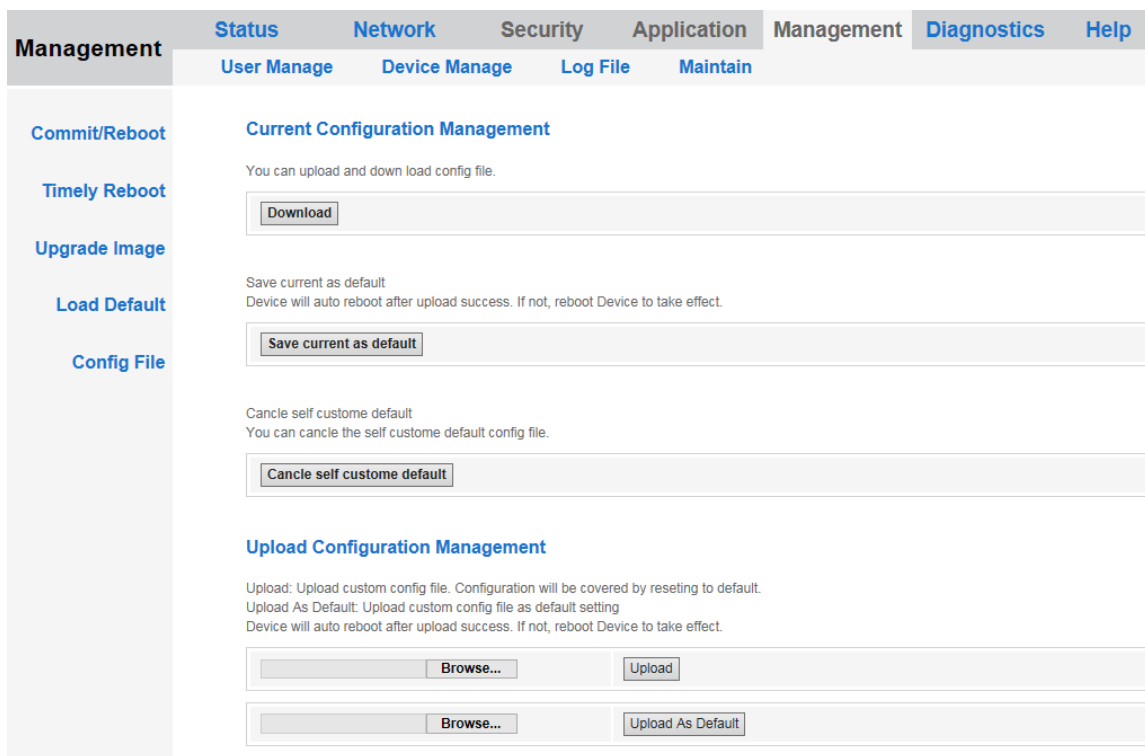 Management
Status Network Security Application Management Diagnostics Help
User Manage Device Manage Log File Maintain
Commit/Reboot
Timely Reboot
Upgrade Image
Load Default
Config File
Current Configuration Management
You can upload and down load config file.
Download
Save current as default
Device will auto reboot after upload success. If not, reboot Device to take effect.
Save current as default
Cancle self custome default
You can cancle the self custome default config file.
Cancle self custome default
Upload Configuration Management
Upload: Upload custom config file. Configuration will be covered by reseting to default.
Upload As Default: Upload custom config file as default setting
Device will auto reboot after upload success. If not, reboot Device to take effect.
Browse... Upload
Browse... Upload As Default